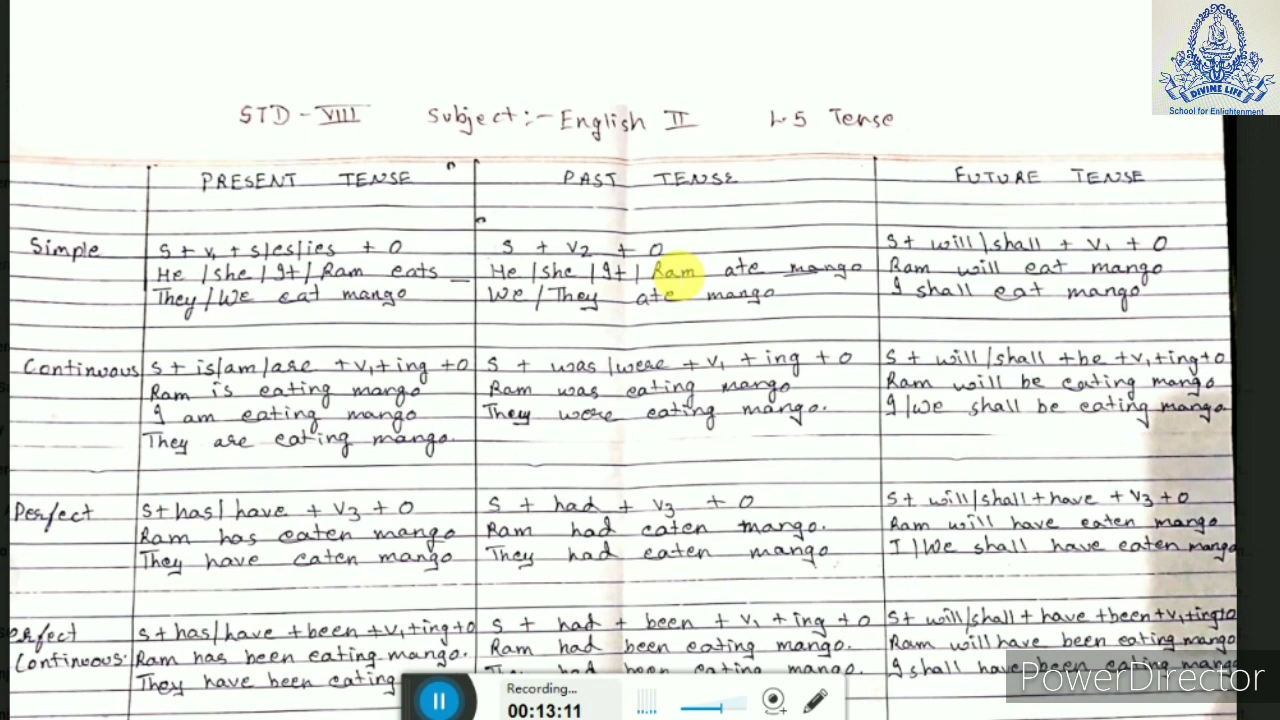 DIVINE LIFE
School for Enlightenment
STD - VIII Subject :- English II L-5 Tense
PRESENT TENSE PAST TENSE FUTURE TENSE
Simple
S + V1 + s/es/ies + O
He / She / It / Ram eats
They / We eat mango
S + V2 + O
He / She / It / Ram ate mango
We / They ate mango
S + will/shall + V1 + O
Ram will eat mango
I shall eat mango
Continuous
S + is/am/are + V1 + ing + O
Ram is eating mango
I am eating mango
They are eating mango.
S + was/were + V1 + ing + O
Ram was eating mango
They were eating mango.
S + will/shall + be + V1 + ing + O
Ram will be eating mango
I/We shall be eating mango.
Perfect
S + has/have + V3 + O
Ram has eaten mango
They have eaten mango
S + had + V3 + O
Ram had eaten mango.
They had eaten mango
S + will/shall + have + V3 + O
Ram will have eaten mango
I/We shall have eaten mango
Perfect
Continuous.
S + has/have + been + V1 + ing + O
Ram has been eating mango.
They have been eating
S + had + been + V1 + ing + O
Ram had been eating mango.
had been eating mango.
S + will/shall + have + been + V1 + ing + O
Ram will have been eating mango
I shall have been eating mango
Recording...
00:13:11
PowerDirector